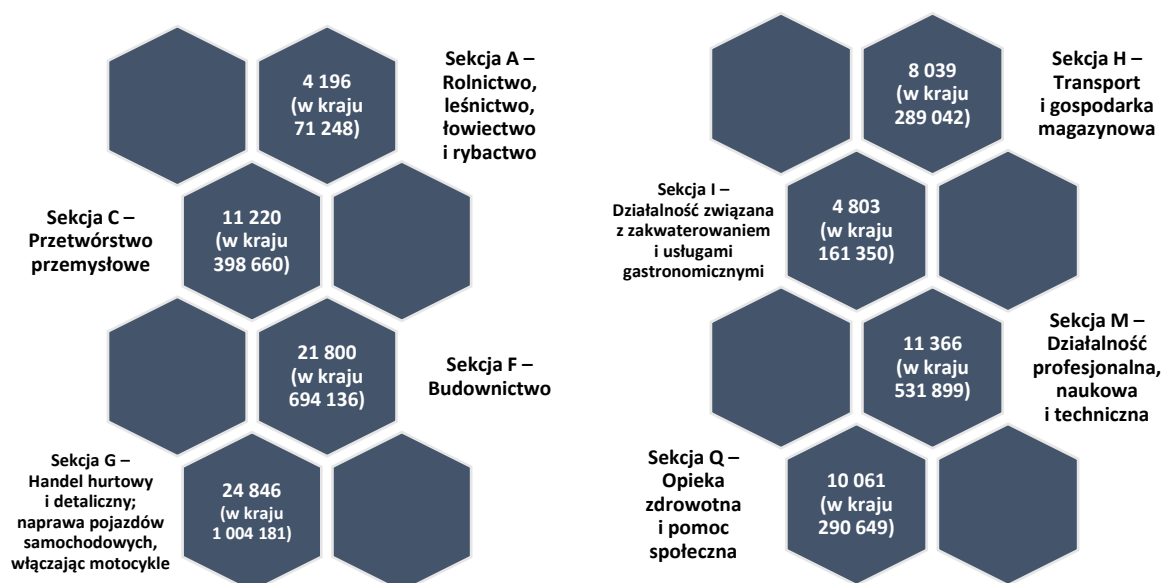 Sekcja A –
Rolnictwo,
leśnictwo,
łowiectwo
i rybactwo
4 196
(w kraju
71 248)
Sekcja C –
Przetwórstwo
przemysłowe
11 220
(w kraju
398 660)
21 800
(w kraju
694 136)
Sekcja F –
Budownictwo
Sekcja G –
Handel hurtowy
i detaliczny;
naprawa pojazdów
samochodowych,
włączając motocykle
24 846
(w kraju
1 004 181)
8 039
(w kraju
289 042)
Sekcja H –
Transport
i gospodarka
magazynowa
Sekcja I –
Działalność związana
z zakwaterowaniem
i usługami
gastronomicznymi
4 803
(w kraju
161 350)
11 366
(w kraju
531 899)
Sekcja M –
Działalność
profesjonalna,
naukowa
i techniczna
Sekcja Q –
Opieka
zdrowotna
i pomoc
społeczna
10 061
(w kraju
290 649)